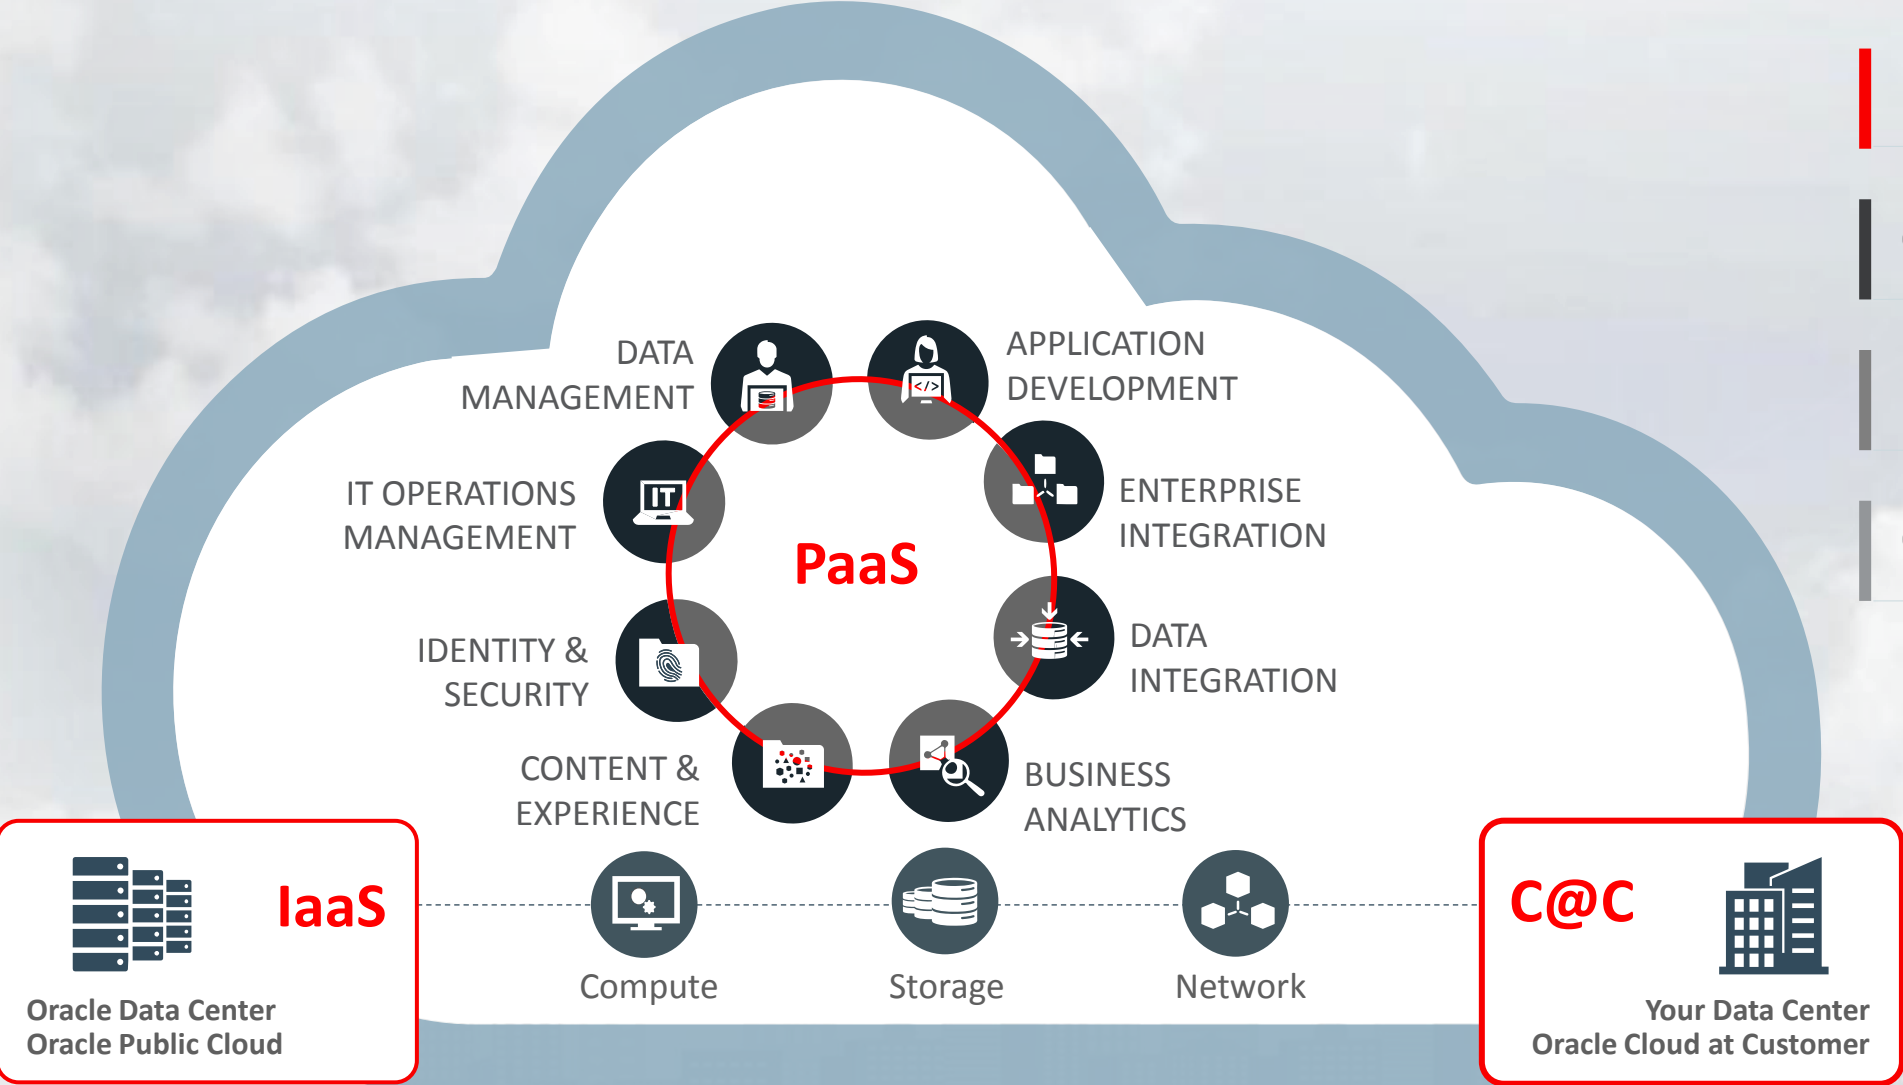 DATA
MANAGEMENT
APPLICATION
DEVELOPMENT
</>
IT OPERATIONS
MANAGEMENT
IT
ENTERPRISE
INTEGRATION
PaaS
IDENTITY &
SECURITY
DATA
INTEGRATION
CONTENT &
EXPERIENCE
BUSINESS
ANALYTICS
IaaS
Oracle Data Center
Oracle Public Cloud
Compute
Storage
Network
C@C
Your Data Center
Oracle Cloud at Customer